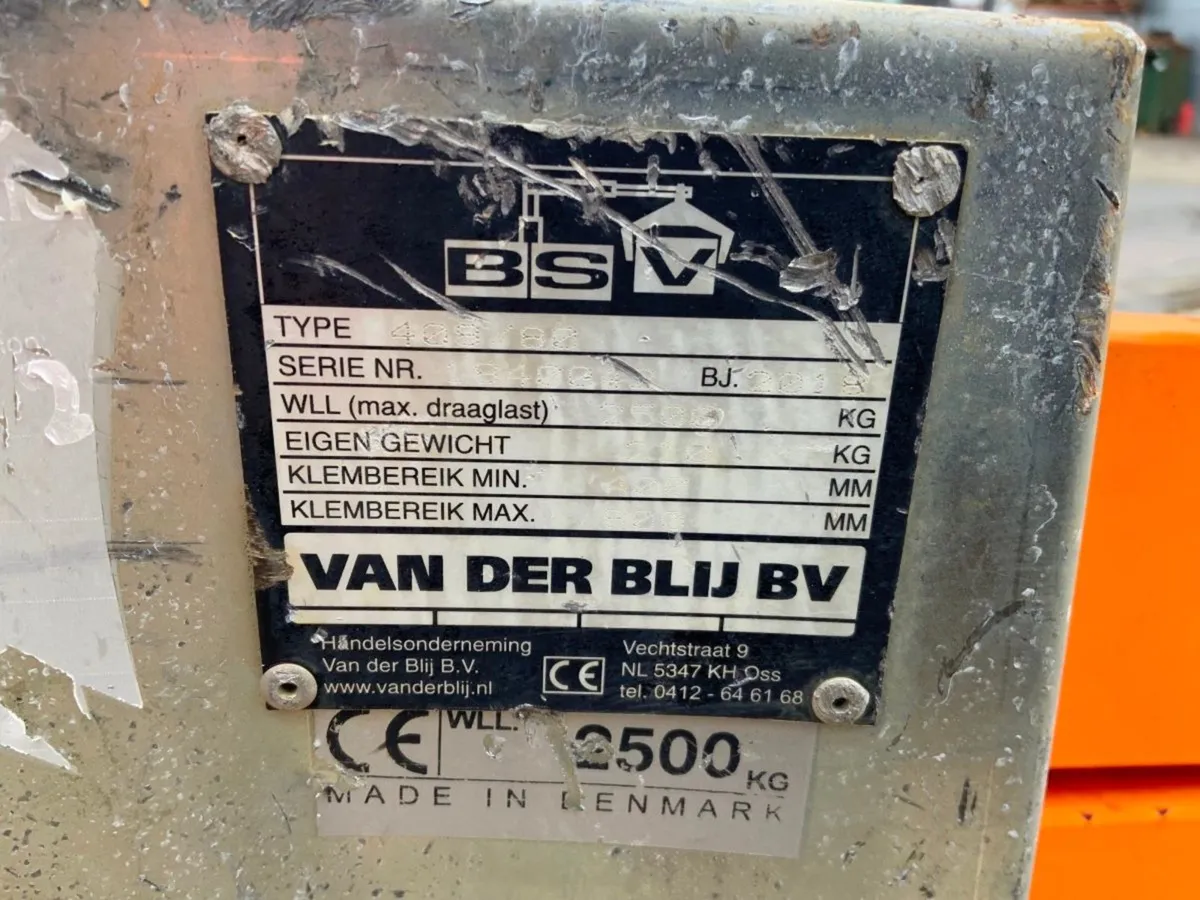 BSV
TYPE 409/80
SERIE NR. BJ.
WLL (max. draaglast) KG
EIGEN GEWICHT KG
KLEMBEREIK MIN. MM
KLEMBEREIK MAX. MM
VAN DER BLIJ BV
Handelsonderneming
Van der Blij B.V.
www.vanderblij.nl
CE
Vechtstraat 9
NL 5347 KH Oss
tel. 0412 - 64 61 68
CE WLL. 2500 KG
MADE IN DENMARK